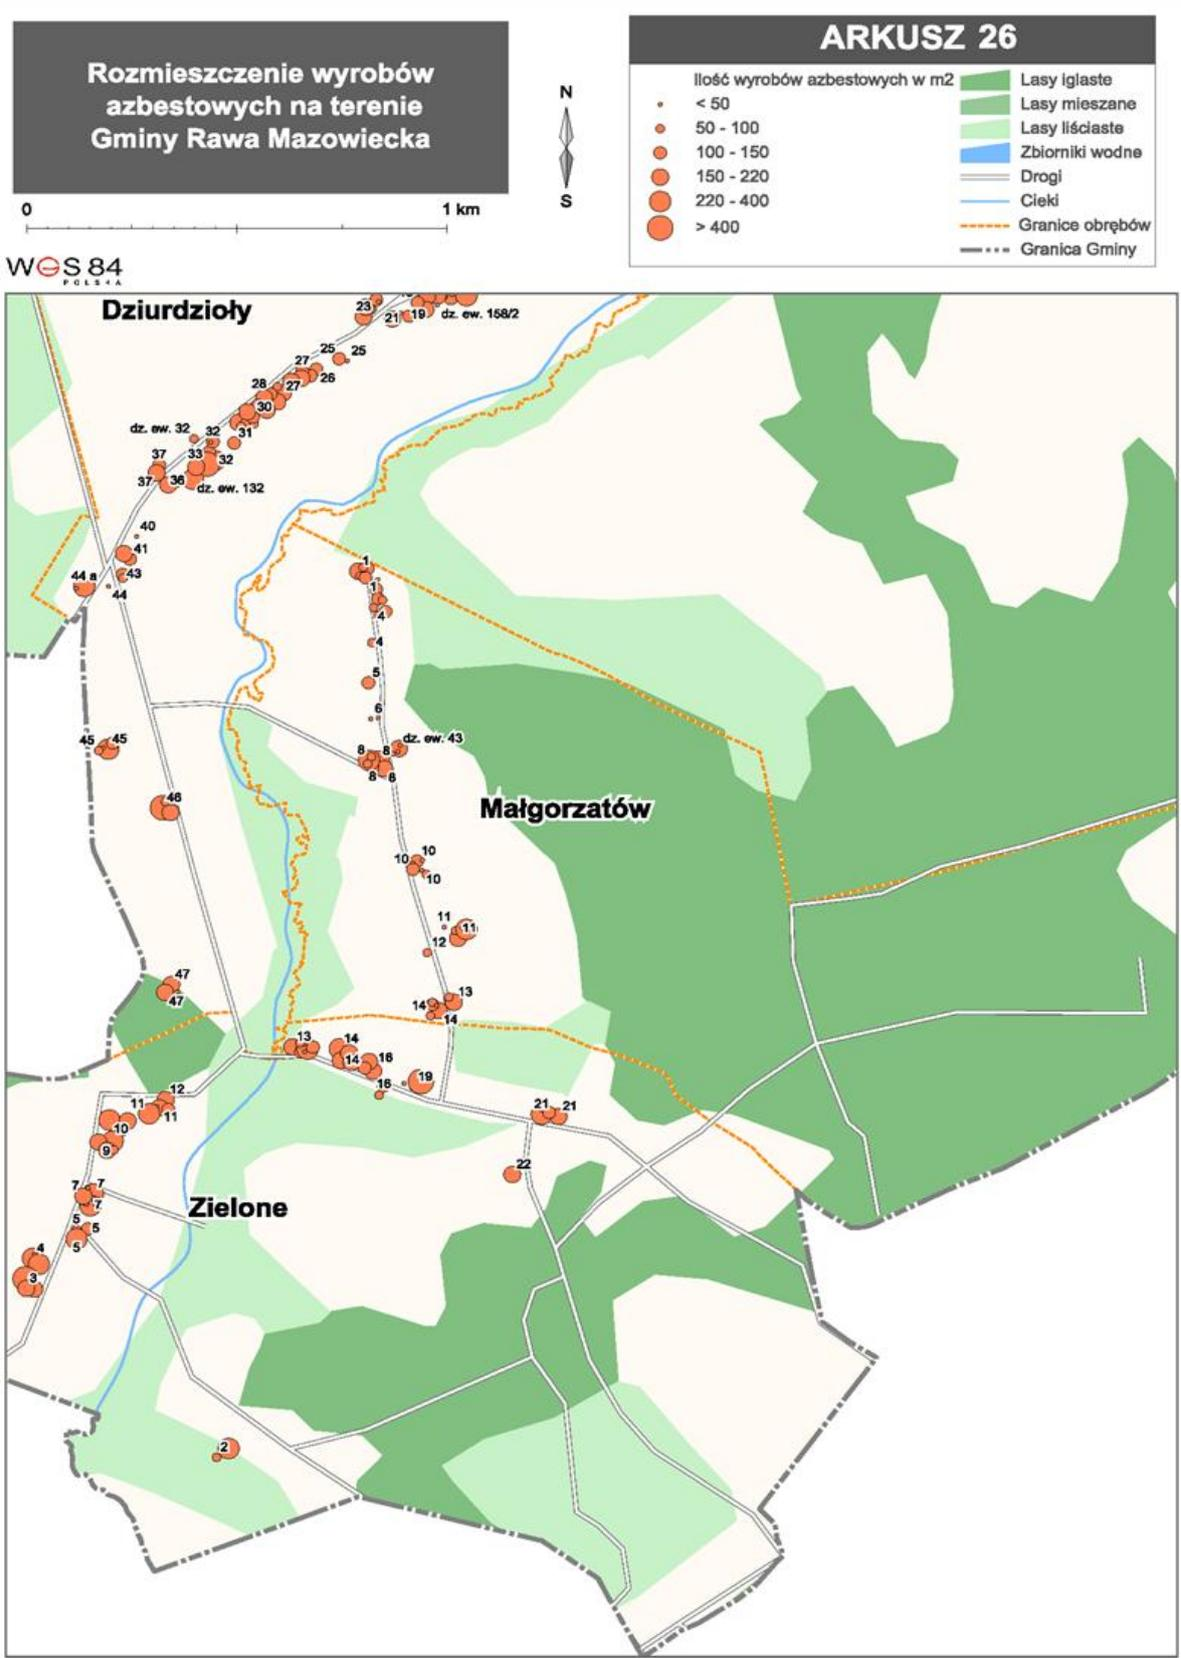 Rozmieszczenie wyrobów
azbestowych na terenie
Gminy Rawa Mazowiecka
0
1 km
WGS 84
POLSKA
N
S
ARKUSZ 26
Ilość wyrobów azbestowych w m2
< 50
50 - 100
100 - 150
150 - 220
220 - 400
> 400
Lasy iglaste
Lasy mieszane
Lasy liściaste
Zbiorniki wodne
Drogi
Cieki
Granice obrębów
Granica Gminy
Dziurdzioły
23
21
19
dz. ew. 158/2
25
25
27
26
28
27
30
dz. ew. 32
32
31
37
33
32
37
36
dz. ew. 132
40
41
43
44 a
44
1
1
4
4
5
6
dz. ew. 43
8
8
8
8
45
45
46
Małgorzatów
10
10
10
11
11
12
47
47
13
14
14
13
14
14
16
16
19
12
11
11
10
9
21
21
22
7
7
7
Zielone
5
5
5
4
3
2